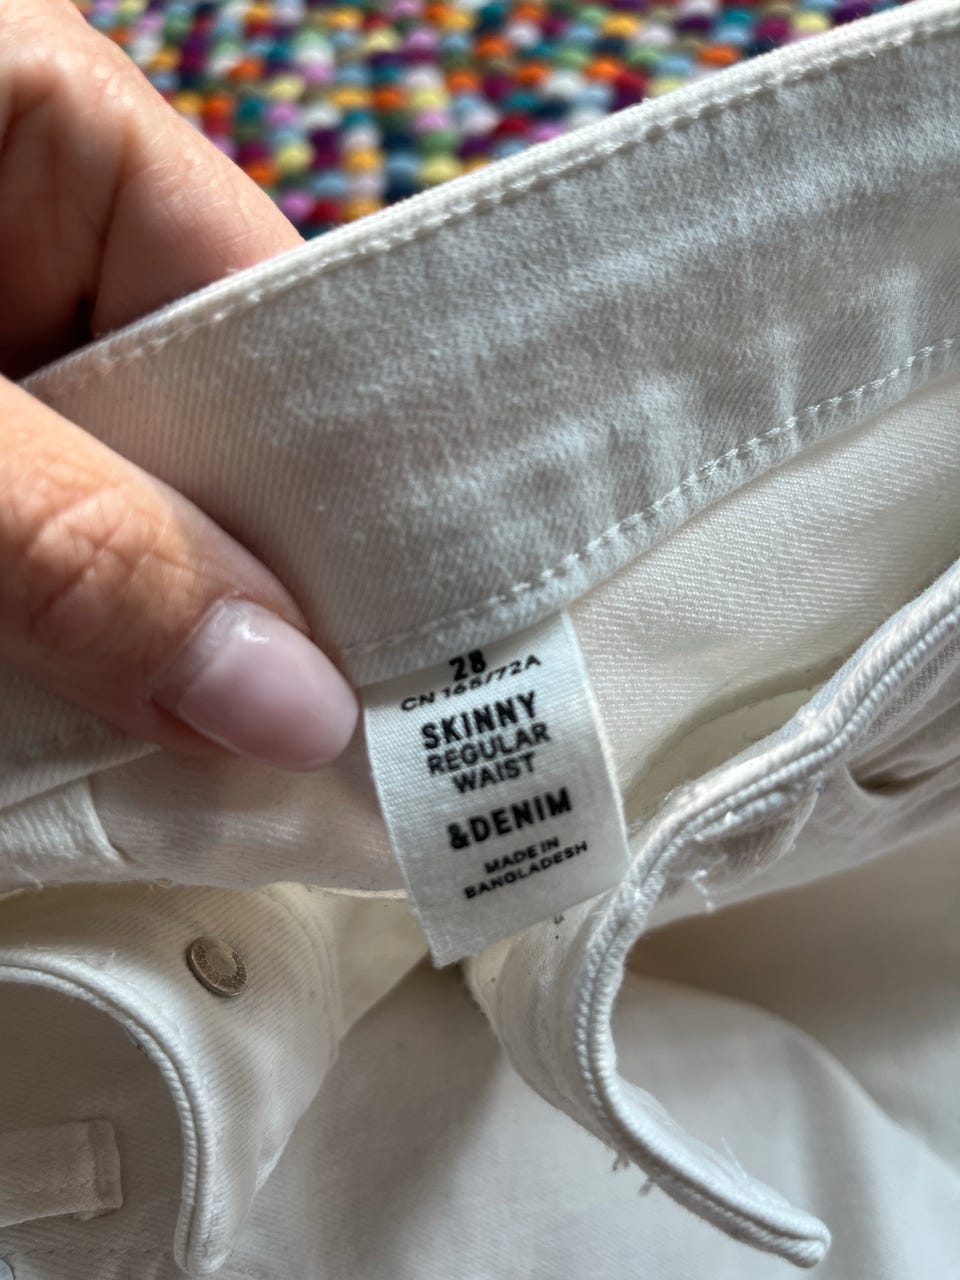 28
CN 165/72A
SKINNY
REGULAR
WAIST
&DENIM
MADE IN
BANGLADESH